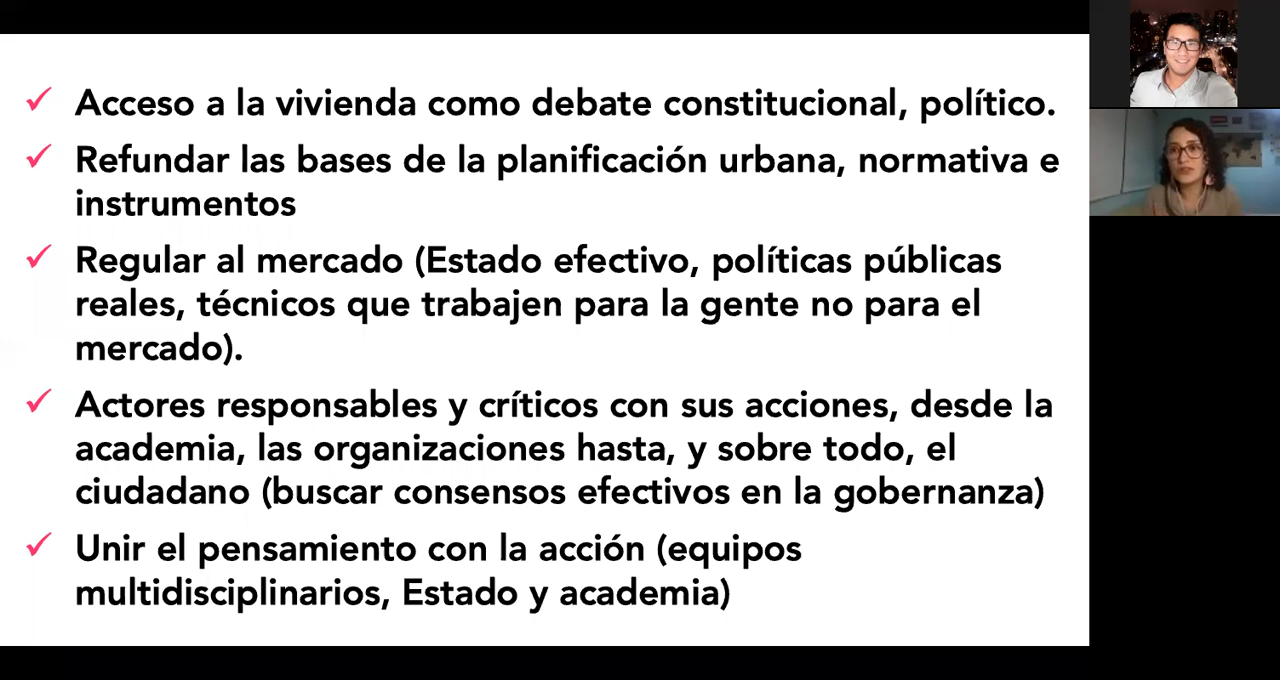 Acceso a la vivienda como debate constitucional, político.
Refundar las bases de la planificación urbana, normativa e
instrumentos
Regular al mercado (Estado efectivo, políticas públicas
reales, técnicos que trabajen para la gente no para el
mercado).
Actores responsables y críticos con sus acciones, desde la
academia, las organizaciones hasta, y sobre todo, el
ciudadano (buscar consensos efectivos en la gobernanza)
Unir el pensamiento con la acción (equipos
multidisciplinarios, Estado y academia)